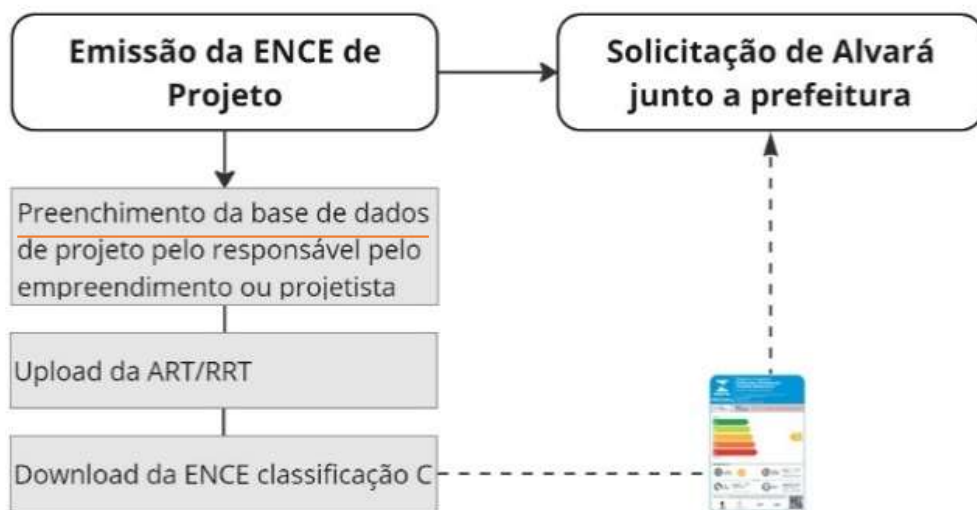 Emissão da ENCE de
Projeto
Solicitação de Alvará
junto a prefeitura
Preenchimento da base de dados
de projeto pelo responsável pelo
empreendimento ou projetista
Upload da ART/RRT
Download da ENCE classificação C